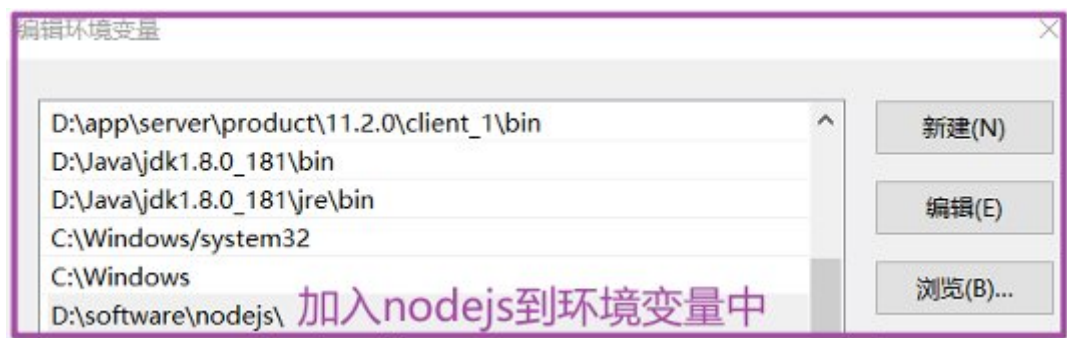 编辑环境变量
D:\app\server\product\11.2.0\client_1\bin
新建(N)
D:\Java\jdk1.8.0_181\bin
D:\Java\jdk1.8.0_181\jre\bin
编辑(E)
C:\Windows/system32
C:\Windows
浏览(B)...
D:\software\nodejs\ 加入nodejs到环境变量中